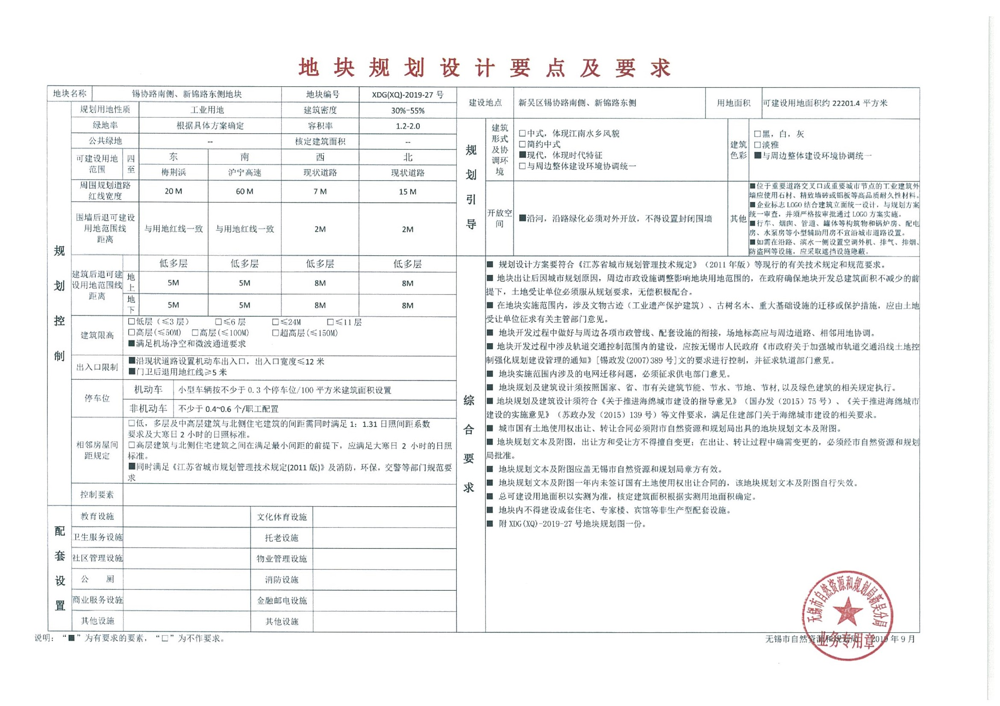 地块规划设计要点及要求
地块名称 锡协路南侧、新锦路东侧地块 地块编号 XDG(XQ)-2019-27 号
建设地点 新吴区锡协路南侧、新锦路东侧 用地面积 可建设用地面积约 22201.4 平方米
规划控制
规划用地性质 工业用地 建筑密度 30%-55%
绿地率 根据具体方案确定 容积率 1.2-2.0
公共绿地 -- 核定建筑面积 --
可建设用地范围 四至 东 南 西 北
梅荆浜 沪宁高速 现状道路 现状道路
周围规划道路
红线宽度
20 M 60 M 7 M 15 M
围墙后退可建设
用地范围线
距离
与用地红线一致 与用地红线一致 2M 2M
建筑后退可建
设用地范围线
距离
低多层 低多层 低多层 低多层
地上 5M 5M 8M 8M
地下 5M 5M 8M 8M
建筑限高
□低层（≤3 层） □≤6 层 □≤24M □≤11 层
□高层(≤50M) □高层(≤100M) □超高层(≤150M)
■满足机场净空和微波通道要求
出入口限制
■沿现状道路设置机动车出入口，出入口宽度≤12 米
■门卫后退用地红线≥5 米
停车位
机动车 小型车辆按不少于 0.3 个停车位/100 平方米建筑面积设置
非机动车 不少于 0.4~0.6 个/职工配置
相邻房屋间
距规定
□低，多层及中高层建筑与北侧住宅建筑的间距需同时满足 1：1.31 日照间距系数
要求及大寒日 2 小时的日照标准。
□高层建筑与北侧住宅建筑之间在满足最小间距的前提下，应满足大寒日 2 小时的日照
标准。
■同时满足《江苏省城市规划管理技术规定(2011 版)》及消防，环保，交警等部门规范要
求
控制要素
配套设置
教育设施 文化体育设施
卫生服务设施 托老设施
社区管理设施 物业管理设施
公 厕 消防设施
商业服务设施 金融邮电设施
其他设施 其他设施
规划引导
建筑
形式
及协
调环
境
□中式，体现江南水乡风貌
□简约中式
■现代，体现时代特征
□与周边整体建设环境协调统一
建筑
色彩
□黑，白，灰
□淡雅
■与周边整体建设环境协调统一
开放空
间
■沿河，沿路绿化必须对外开放，不得设置封闭围墙
其他
■位于重要道路交叉口或重要城市节点的工业建筑外
墙应使用石材、精致墙砖或铝板等高品质耐久性材料。
■企业标志 LOGO 结合建筑立面统一设计，与规划方案
统一审查，并须严格按审批通过 LOGO 方案实施。
■行车、烟囱、管道、罐体等构筑物和锅炉房、配电
房、水泵房等小型辅助用房不宜沿城市道路设置。
■如需在沿路、滨水一侧设置空调外机、排气、排烟、
防盗网等设施，应采取遮挡设施隐蔽。
综合要求
■ 规划设计方案要符合《江苏省城市规划管理技术规定》（2011 年版）等现行的有关技术规定和规范要求。
■ 地块出让后因城市规划原因，周边市政设施调整影响地块用地范围的，在政府确保地块开发总建筑面积不减少的前
提下，土地受让单位必须服从规划要求，无偿积极配合。
■ 在地块实施范围内，涉及文物古迹（工业遗产保护建筑）、古树名木、重大基础设施的迁移或保护措施，应由土地
受让单位征求有关主管部门意见。
■ 地块开发过程中做好与周边各项市政管线、配套设施的衔接，场地标高应与周边道路、相邻用地协调。
■ 地块开发过程中涉及轨道交通控制范围内的建设，应按无锡市人民政府《市政府关于加强城市轨道交通沿线土地控
制强化规划建设管理的通知》[锡政发(2007)389 号]文的要求进行控制，并征求轨道部门意见。
■ 地块实施范围内涉及的电网迁移问题，必须征求供电部门意见。
■ 地块规划及建筑设计须按照国家、省、市有关建筑节能、节水、节地、节材,以及绿色建筑的相关规定执行。
■ 地块规划及建筑设计须符合《关于推进海绵城市建设的指导意见》（国办发（2015）75 号）、《关于推进海绵城市
建设的实施意见》（苏政办发（2015）139 号）等文件要求，满足住建部门关于海绵城市建设的相关要求。
■ 城市国有土地使用权出让、转让合同必须附市自然资源和规划局出具的地块规划文本及附图。
■ 地块规划文本及附图，出让方和受让方不得擅自变更；在出让、转让过程中确需变更的，必须经市自然资源和规划
局批准。
■ 地块规划文本及附图应盖无锡市自然资源和规划局章方有效。
■ 地块规划文本及附图一年内未签订国有土地使用权出让合同的，该地块规划文本及附图自行失效。
■ 总可建设用地面积以实测为准，核定建筑面积根据实测用地面积确定。
■ 地块内不得建设成套住宅、专家楼、宾馆等非生产型配套设施。
■ 附 XDG(XQ)-2019-27 号地块规划图一份。
说明：“■”为有要求的要素，“□”为不作要求。
无锡市自然资源和规划局 2019 年 9 月
无锡市自然资源和规划局新吴分局
业务专用章